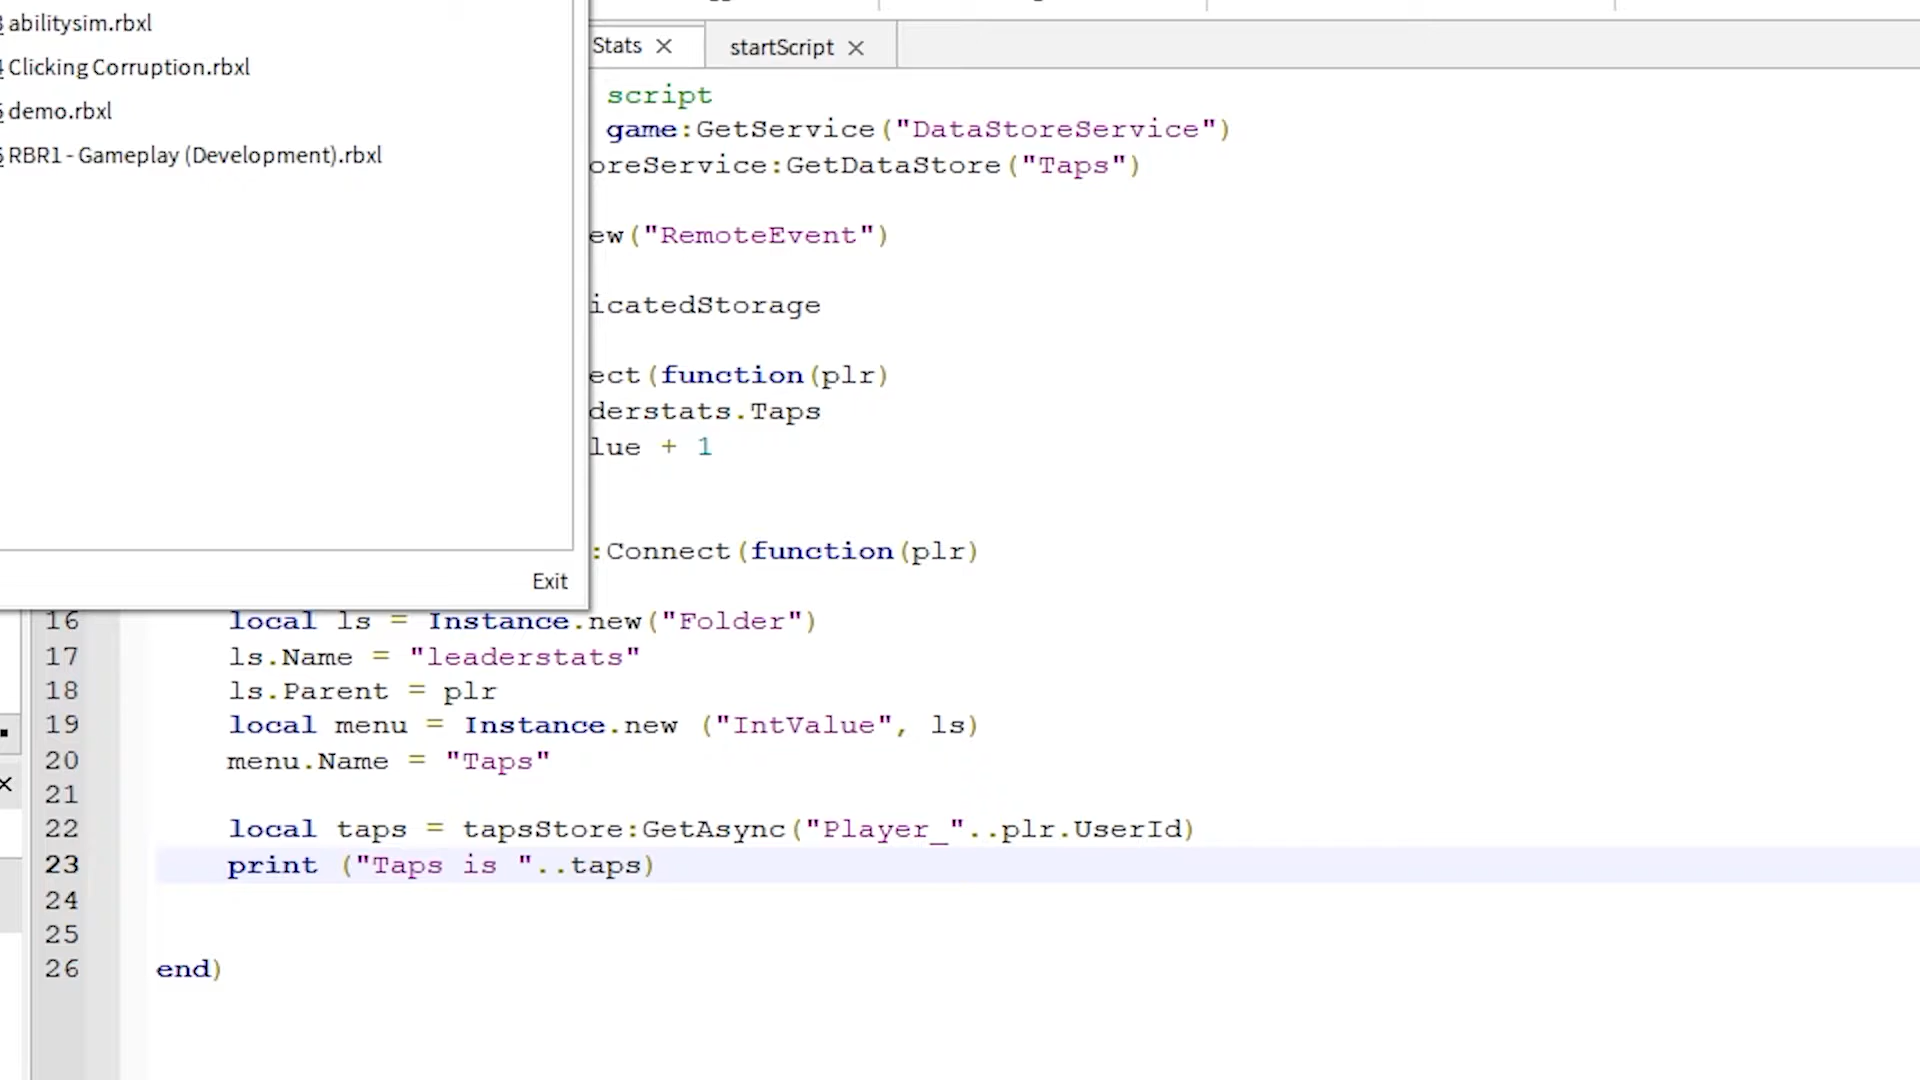 abilitysim.rbxl
Clicking Corruption.rbxl
demo.rbxl
RBR1 - Gameplay (Development).rbxl
Exit
Stats
startScript
script
game:GetService("DataStoreService")
oreService:GetDataStore("Taps")
ew("RemoteEvent")
icatedStorage
ect(function(plr)
derstats.Taps
lue + 1
:Connect(function(plr)
16 local ls = Instance.new("Folder")
17 ls.Name = "leaderstats"
18 ls.Parent = plr
19 local menu = Instance.new ("IntValue", ls)
20 menu.Name = "Taps"
21
22 local taps = tapsStore:GetAsync("Player_"..plr.UserId)
23 print ("Taps is "..taps)
24
25
26 end)